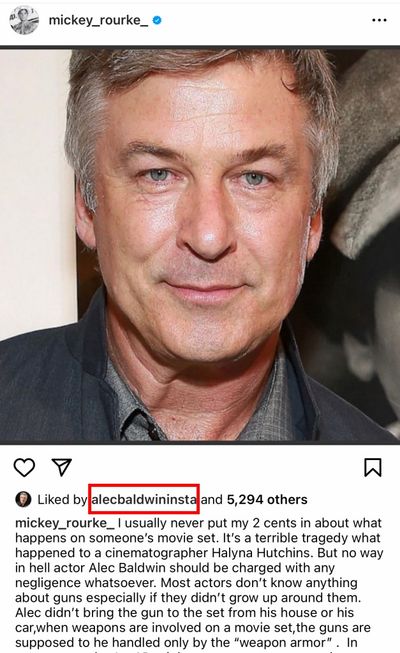 mickey_rourke_
Liked by alecbaldwininsta and 5,294 others
mickey_rourke_ I usually never put my 2 cents in about what
happens on someone's movie set. It's a terrible tragedy what
happened to a cinematographer Halyna Hutchins. But no way
in hell actor Alec Baldwin should be charged with any
negligence whatsoever. Most actors don't know anything
about guns especially if they didn't grow up around them.
Alec didn't bring the gun to the set from his house or his
car,when weapons are involved on a movie set,the guns are
supposed to he handled only by the “weapon armor” . In